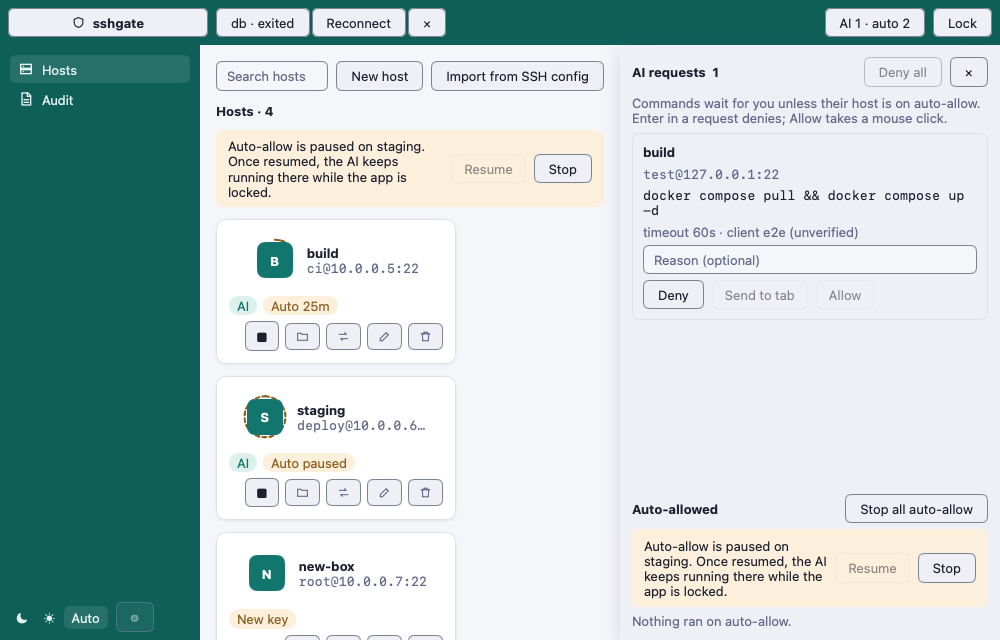 sshgate
db · exited
Reconnect
×
AI 1 · auto 2
Lock
Hosts
Audit
Auto
Search hosts
New host
Import from SSH config
Hosts · 4
Auto-allow is paused on staging.
Once resumed, the AI keeps
running there while the app is
locked.
Resume
Stop
B
build
ci@10.0.0.5:22
AI
Auto 25m
S
staging
deploy@10.0.0.6…
AI
Auto paused
N
new-box
root@10.0.0.7:22
New key
AI requests 1
Deny all
×
Commands wait for you unless their host is on auto-allow.
Enter in a request denies; Allow takes a mouse click.
build
test@127.0.0.1:22
docker compose pull && docker compose up
-d
timeout 60s · client e2e (unverified)
Reason (optional)
Deny
Send to tab
Allow
Auto-allowed
Stop all auto-allow
Auto-allow is paused on
staging. Once resumed, the AI
keeps running there while the
app is locked.
Resume
Stop
Nothing ran on auto-allow.